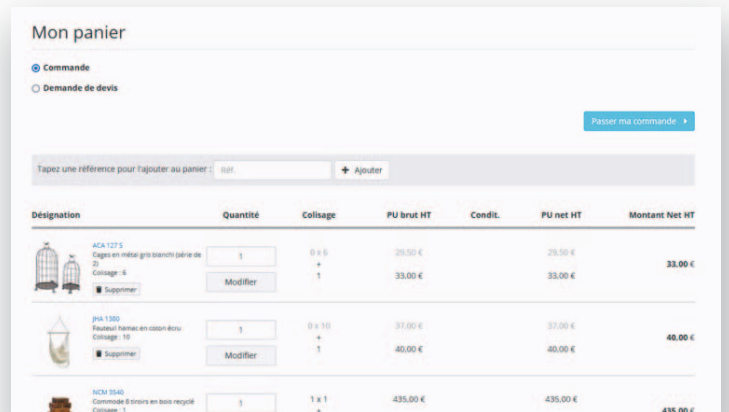 Mon panier
Commande
Demande de devis
Passer ma commande
Tapez une référence pour l'ajouter au panier : Réf. + Ajouter
Désignation Quantité Colisage PU brut HT Condit. PU net HT Montant Net HT
ACA 127 S
Cages en métal gris blanchi (série de
2)
Colisage : 6
Supprimer
1
Modifier
0 x 6
+
1
29,50 €
33,00 €
29,50 €
33,00 €
33,00 €
JHA 1380
Fauteuil hamac en coton écru
Colisage : 10
Supprimer
1
Modifier
0 x 10
+
1
37,00 €
40,00 €
37,00 €
40,00 €
40,00 €
NCM 3540
Commode 8 tiroirs en bois recyclé
Colisage : 1
1
1 x 1
+
435,00 €
435,00 €
435,00 €